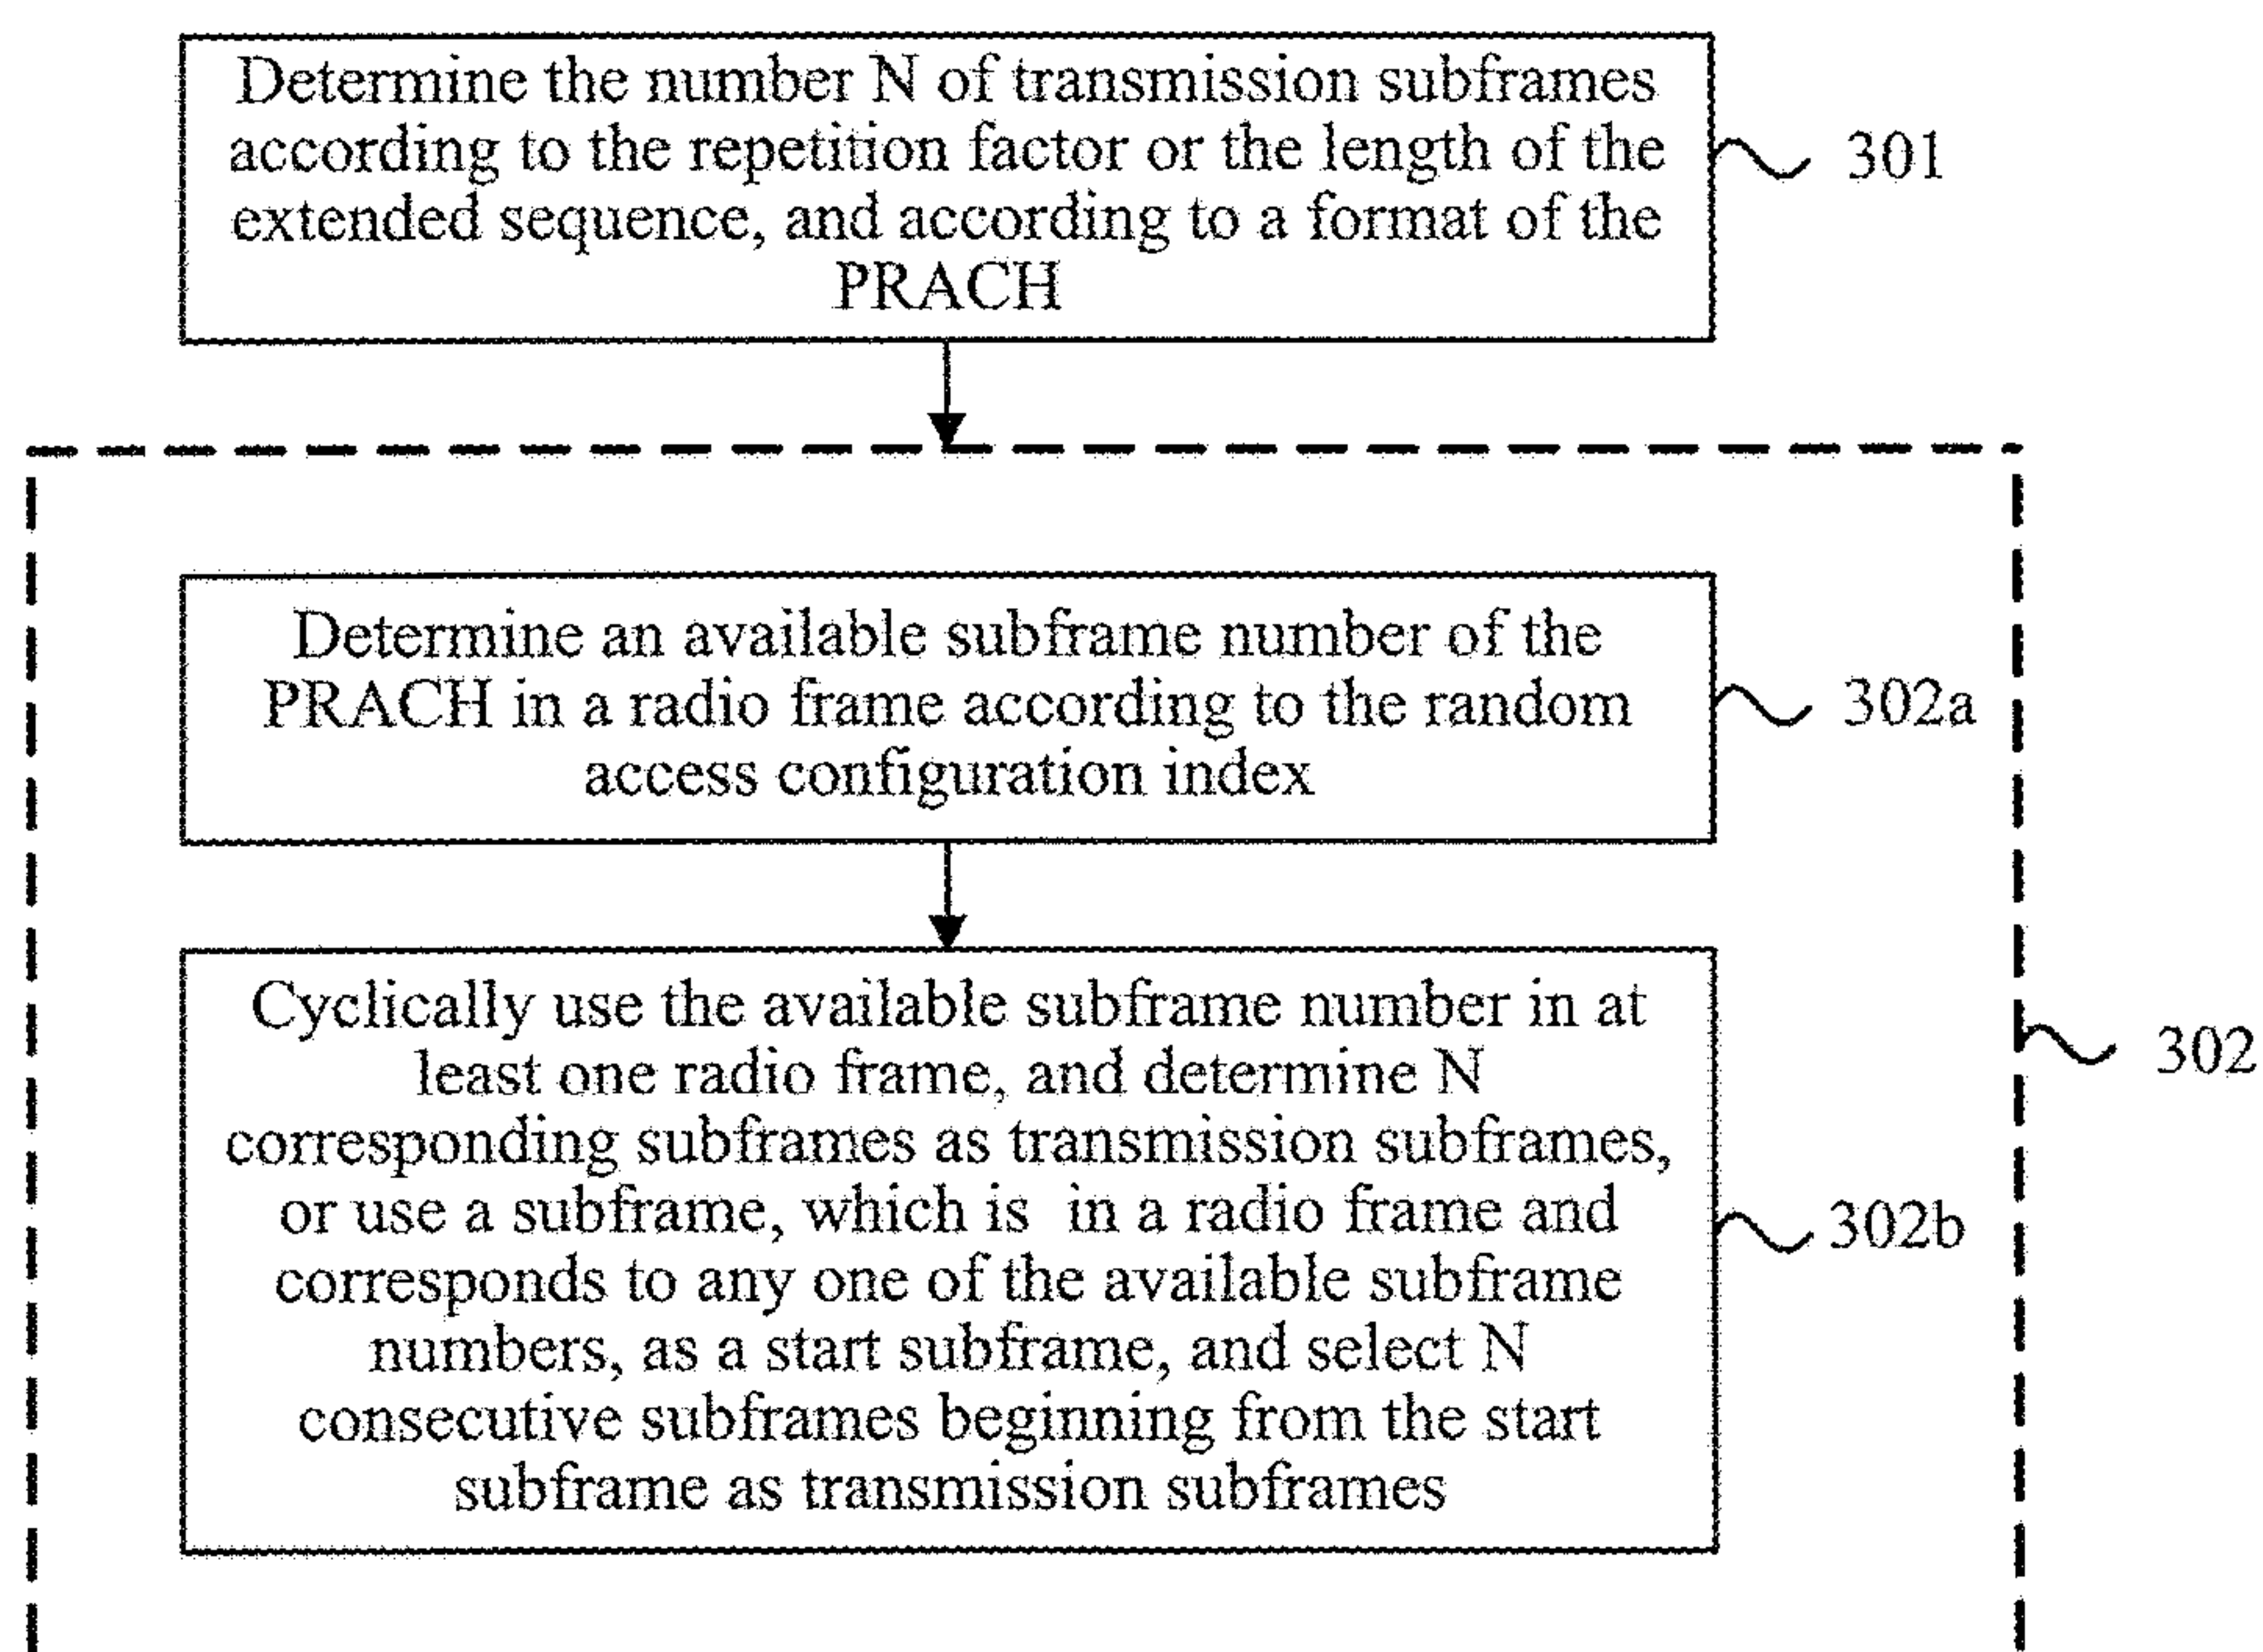 Determine the number N of transmission subframes
according to the repetition factor or the length of the
extended sequence, and according to a format of the
PRACH
301
Determine an available subframe number of the
PRACH in a radio frame according to the random
access configuration index
302a
Cyclically use the available subframe number in at
least one radio frame, and determine N
corresponding subframes as transmission subframes,
or use a subframe, which is in a radio frame and
corresponds to any one of the available subframe
numbers, as a start subframe, and select N
consecutive subframes beginning from the start
subframe as transmission subframes
302b
302